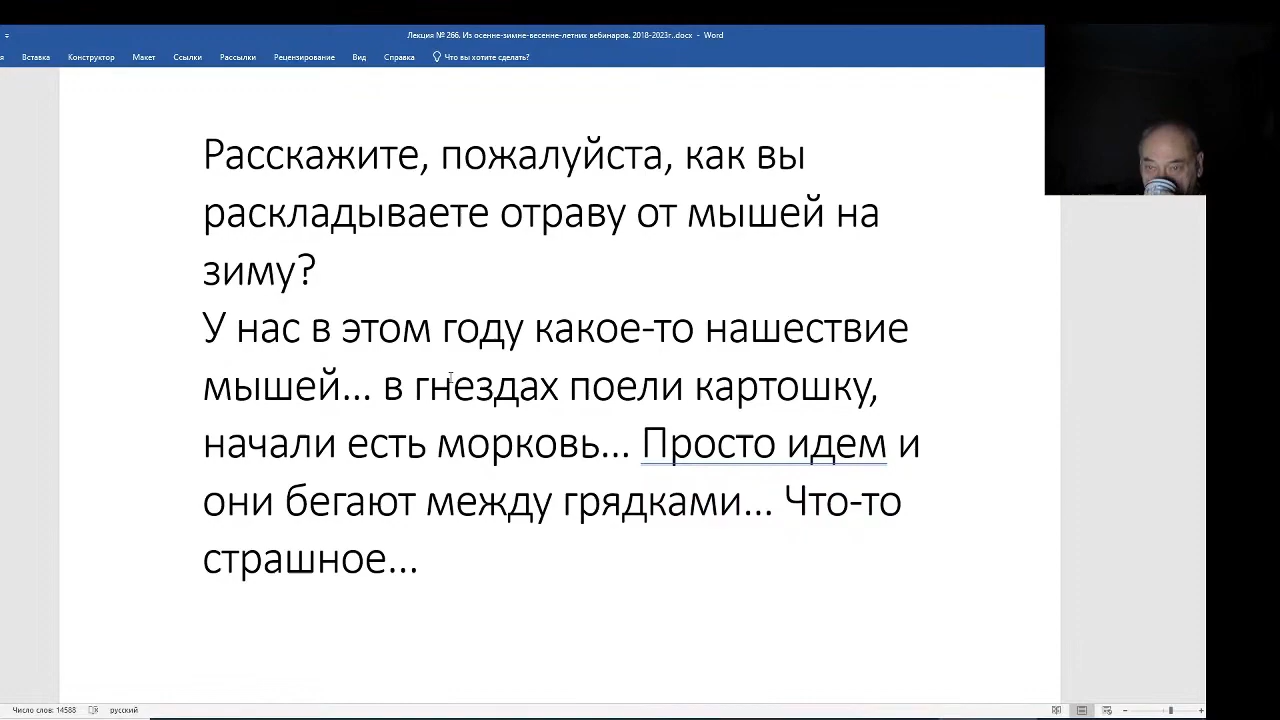 Лекция № 266. Из осенне-зимне-весенне-летних вебинаров. 2018-2023г..docx - Word
я Вставка Конструктор Макет Ссылки Рассылки Рецензирование Вид Справка Что вы хотите сделать?
Расскажите, пожалуйста, как вы
раскладываете отраву от мышей на
зиму?
У нас в этом году какое-то нашествие
мышей... в гнездах поели картошку,
начали есть морковь... Просто идем и
они бегают между грядками... Что-то
страшное...
Число слов: 14588 русский